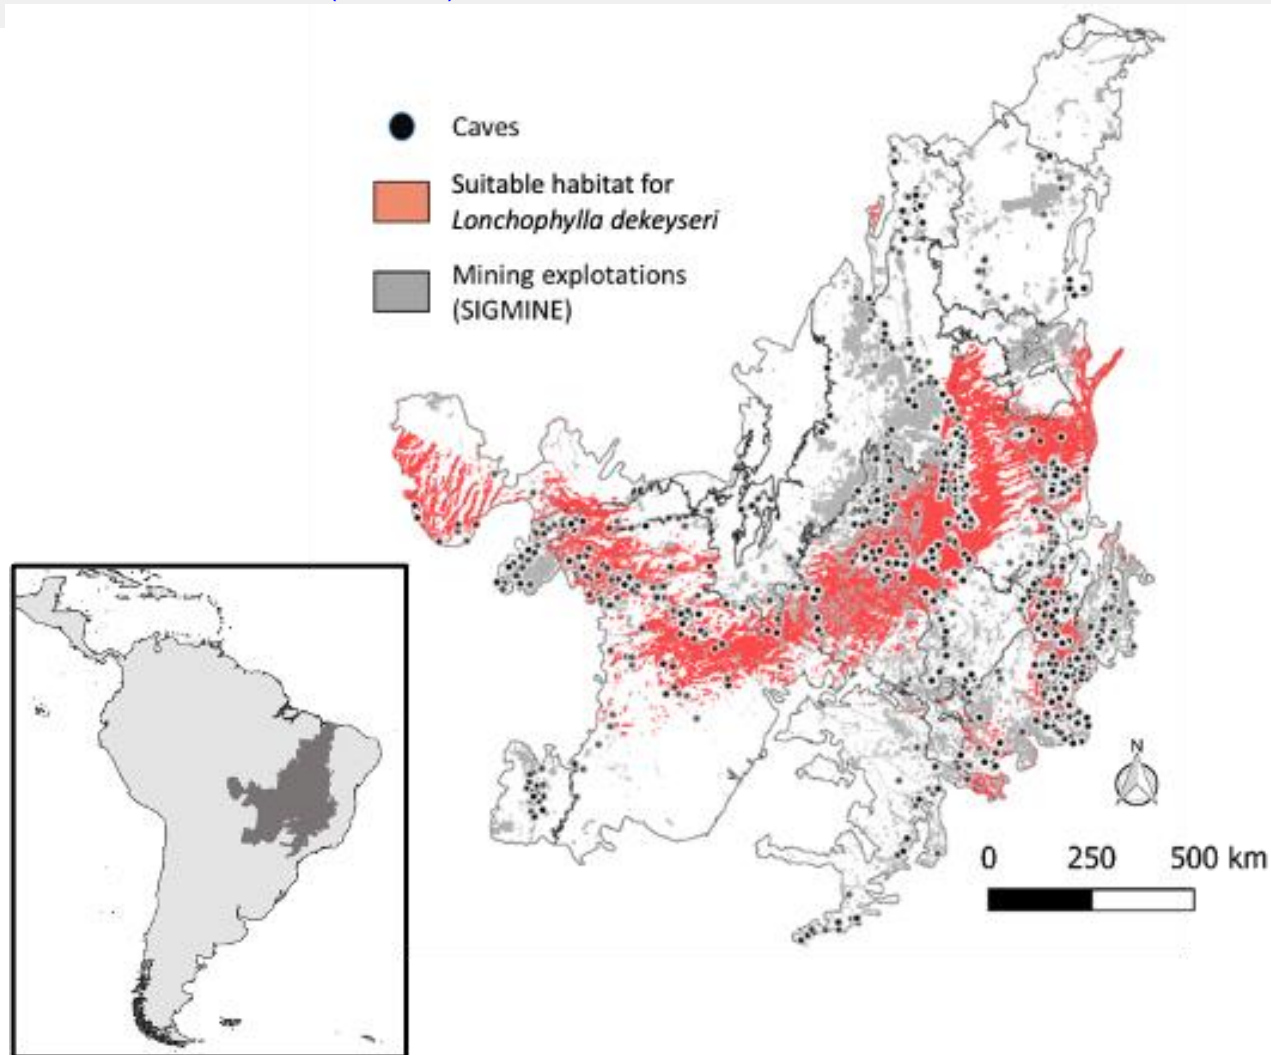 Caves
Suitable habitat for
Lonchophylla dekeyseri
Mining explotations
(SIGMINE)
N
0 250 500 km